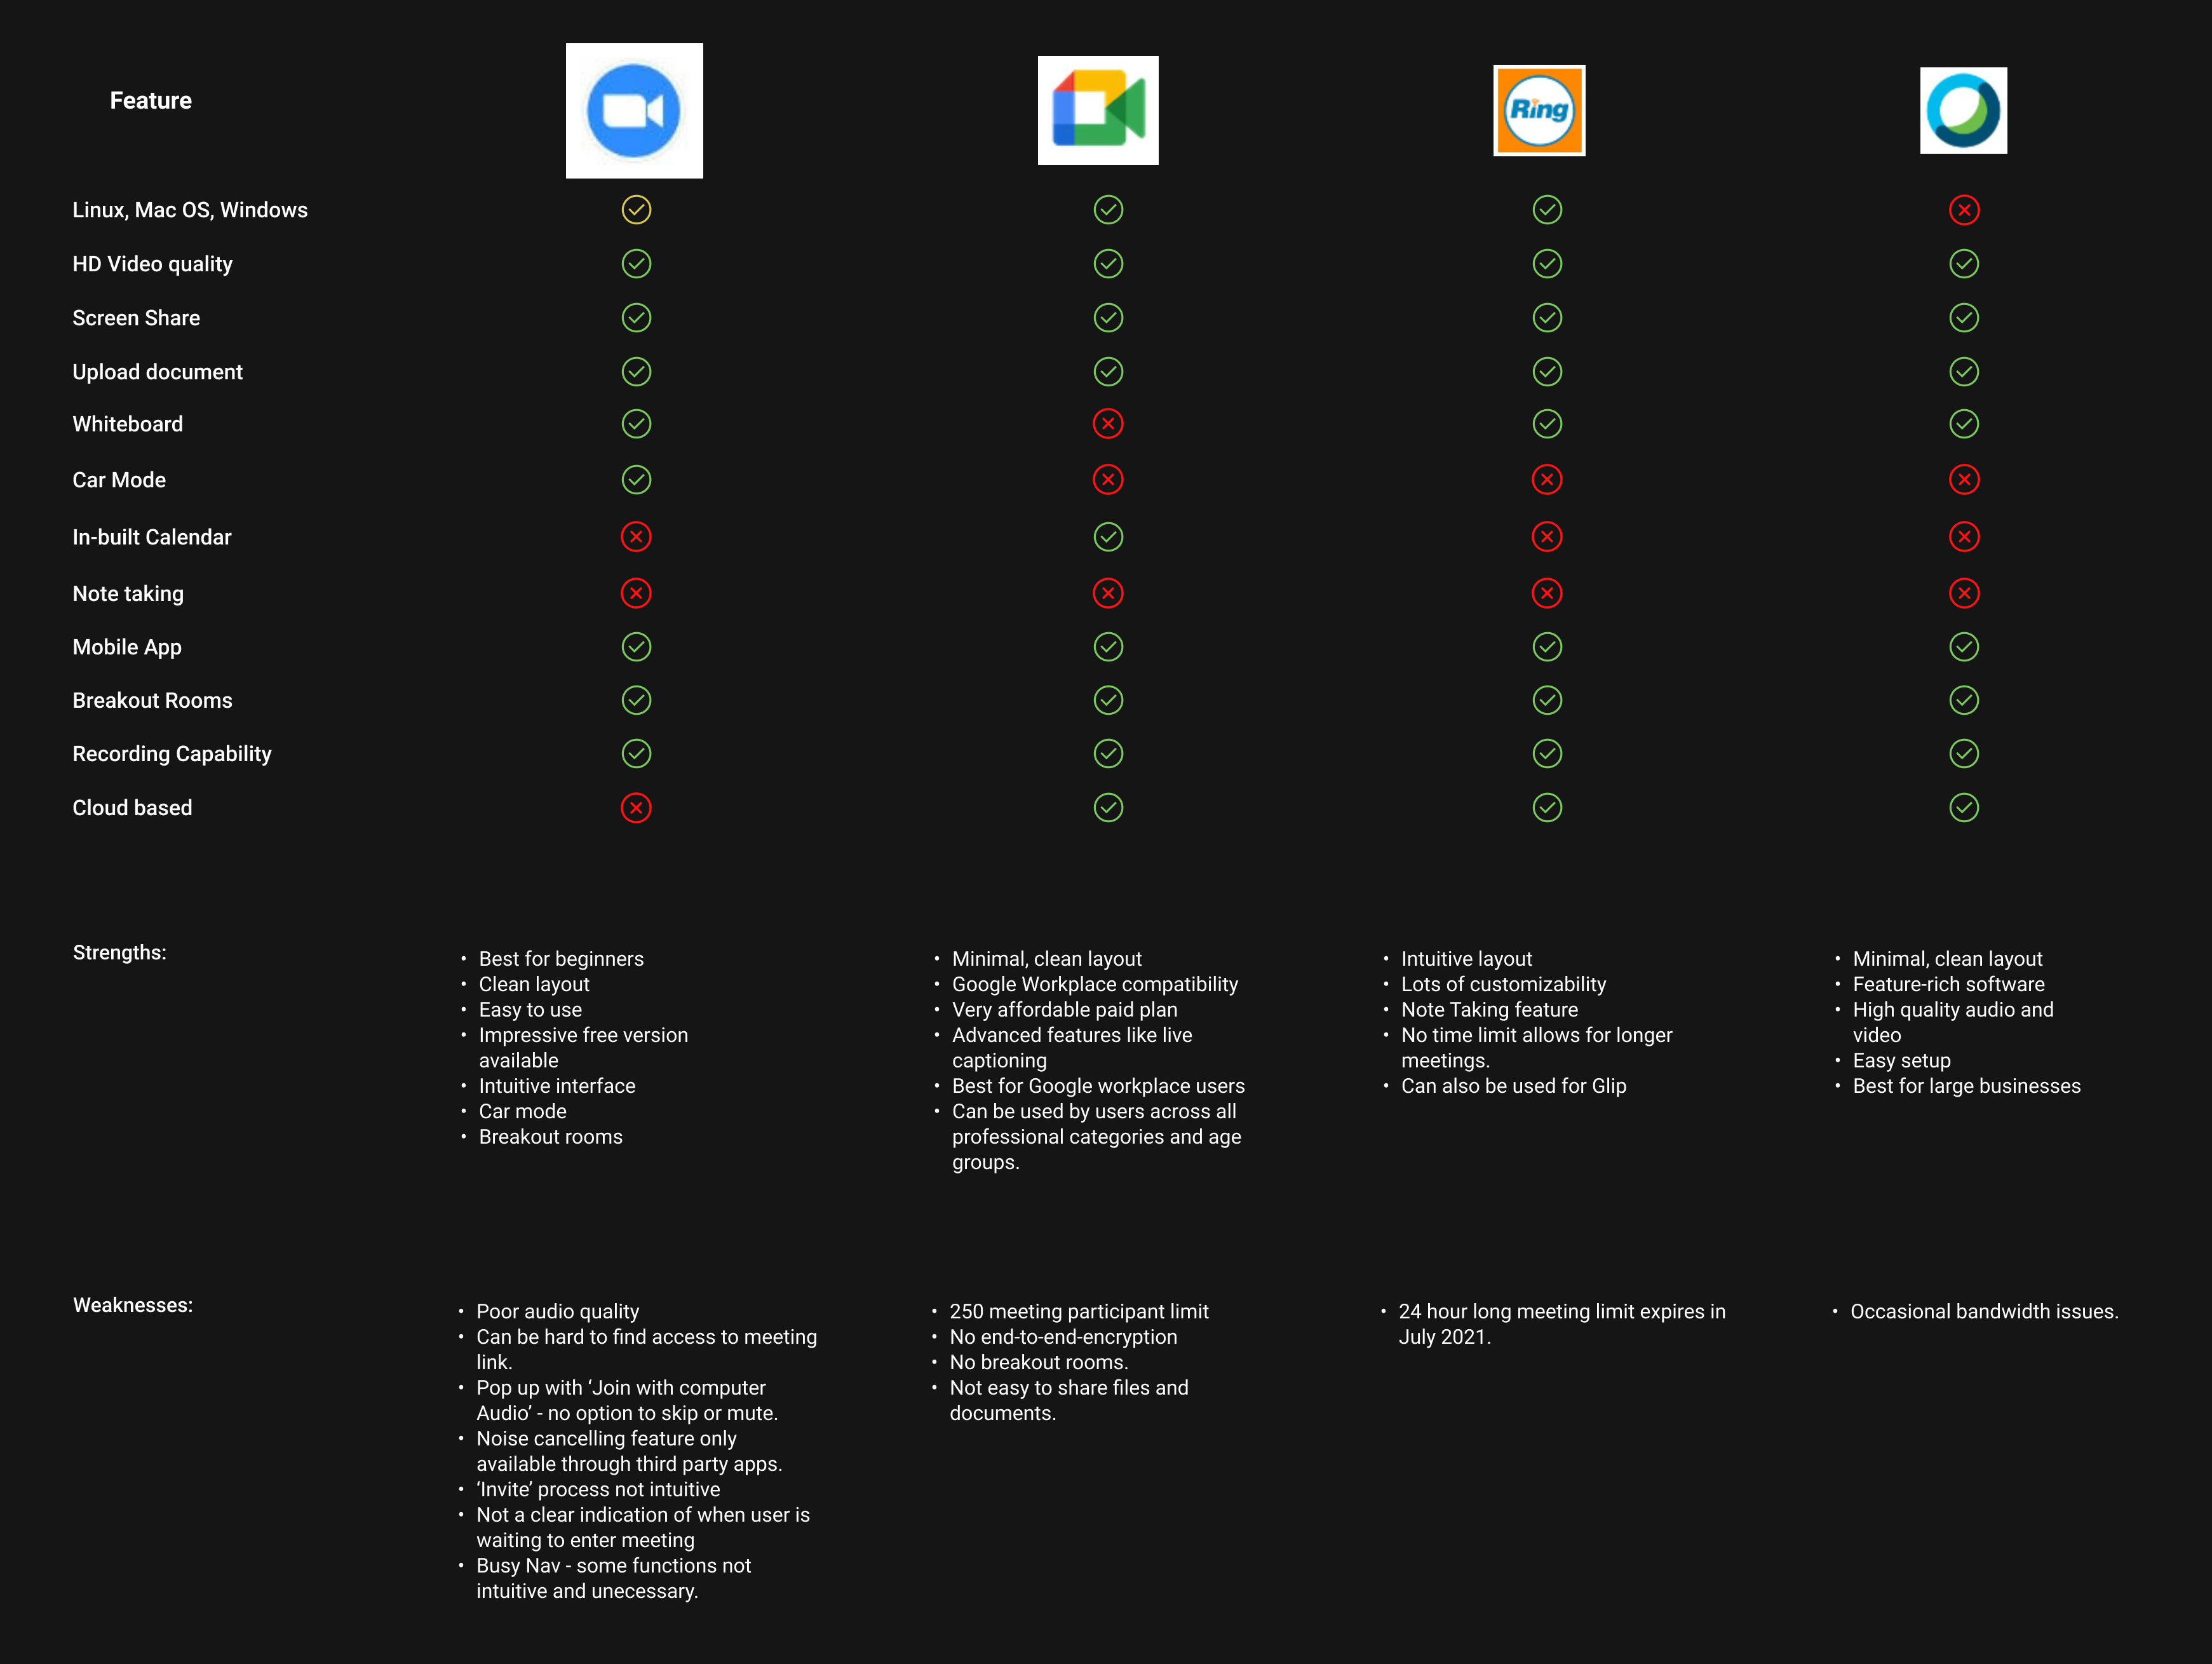 Feature
Ring
Linux, Mac OS, Windows
HD Video quality
Screen Share
Upload document
Whiteboard
Car Mode
In-built Calendar
Note taking
Mobile App
Breakout Rooms
Recording Capability
Cloud based
Strengths:
• Best for beginners
• Clean layout
• Easy to use
• Impressive free version
available
• Intuitive interface
• Car mode
• Breakout rooms
• Minimal, clean layout
• Google Workplace compatibility
• Very affordable paid plan
• Advanced features like live
captioning
• Best for Google workplace users
• Can be used by users across all
professional categories and age
groups.
• Intuitive layout
• Lots of customizability
• Note Taking feature
• No time limit allows for longer
meetings.
• Can also be used for Glip
• Minimal, clean layout
• Feature-rich software
• High quality audio and
video
• Easy setup
• Best for large businesses
Weaknesses:
• Poor audio quality
• Can be hard to find access to meeting
link.
• Pop up with ‘Join with computer
Audio’ - no option to skip or mute.
• Noise cancelling feature only
available through third party apps.
• ‘Invite’ process not intuitive
• Not a clear indication of when user is
waiting to enter meeting
• Busy Nav - some functions not
intuitive and unecessary.
• 250 meeting participant limit
• No end-to-end-encryption
• No breakout rooms.
• Not easy to share files and
documents.
• 24 hour long meeting limit expires in
July 2021.
• Occasional bandwidth issues.